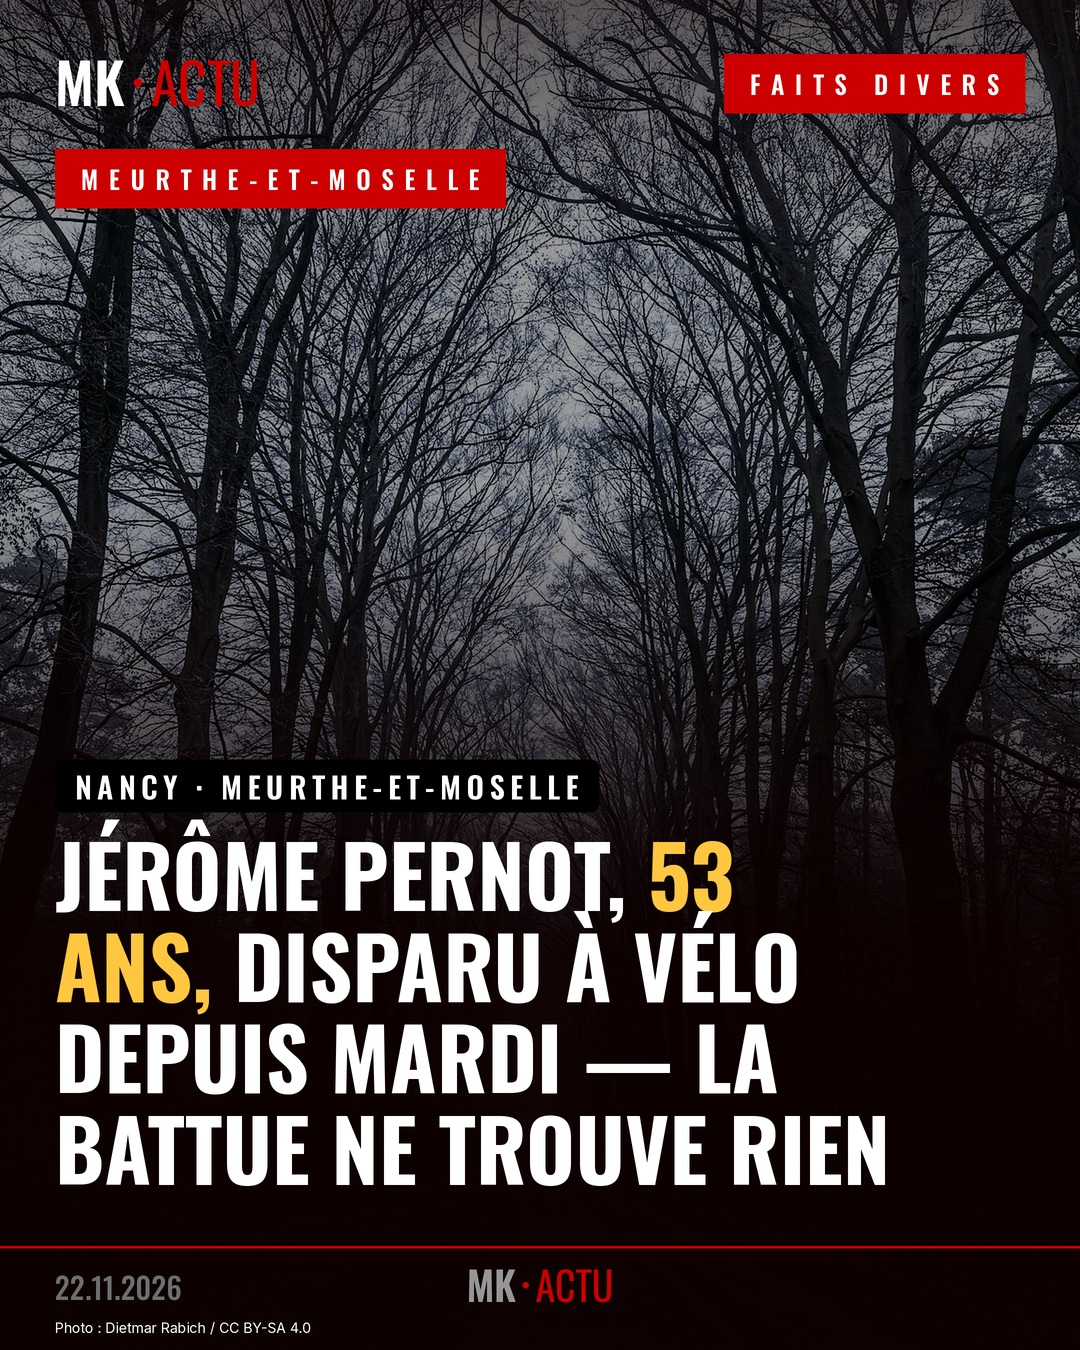 MK·ACTU
FAITS DIVERS
MEURTHE-ET-MOSELLE
NANCY · MEURTHE-ET-MOSELLE
JÉRÔME PERNOT, 53
ANS, DISPARU À VÉLO
DEPUIS MARDI — LA
BATTUE NE TROUVE RIEN
22.11.2026
MK·ACTU
Photo : Dietmar Rabich / CC BY-SA 4.0